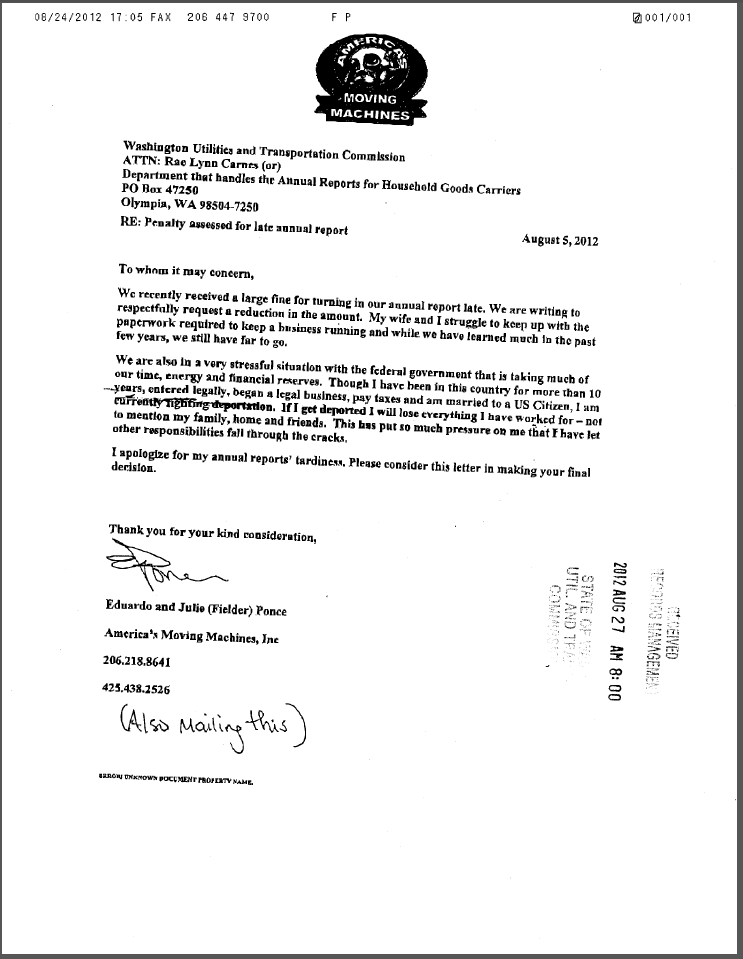 08/24/2012 17:05 FAX 206 447 9700 F P 001/001
AMERICA'S
MOVING
MACHINES
Washington Utilities and Transportation Commission
ATTN: Rae Lynn Carnes (or)
Department that handles the Annual Reports for Household Goods Carriers
PO Box 47250
Olympia, WA 98504-7250
RE: Penalty assessed for late annual report
August 5, 2012
To whom it may concern,
We recently received a large fine for turning in our annual report late. We are writing to
respectfully request a reduction in the amount. My wife and I struggle to keep up with the
paperwork required to keep a business running and while we have learned much in the past
few years, we still have far to go.
We are also in a very stressful situation with the federal government that is taking much of
our time, energy and financial reserves. Though I have been in this country for more than 10
years, entered legally, began a legal business, pay taxes and am married to a US Citizen, I am
currently fighting deportation. If I get deported I will lose everything I have worked for – not
to mention my family, home and friends. This has put so much pressure on me that I have let
other responsibilities fall through the cracks.
I apologize for my annual reports' tardiness. Please consider this letter in making your final
decision.
Thank you for your kind consideration,
EPonce
Eduardo and Julie (Fielder) Ponce
America's Moving Machines, Inc
206.218.8641
425.438.2526
(Also Mailing this)
ERROR! UNKNOWN DOCUMENT PROPERTY NAME.
RECEIVED
RECORDS MANAGEMENT
2012 AUG 27 AM 8:00
STATE OF
UTIL. AND